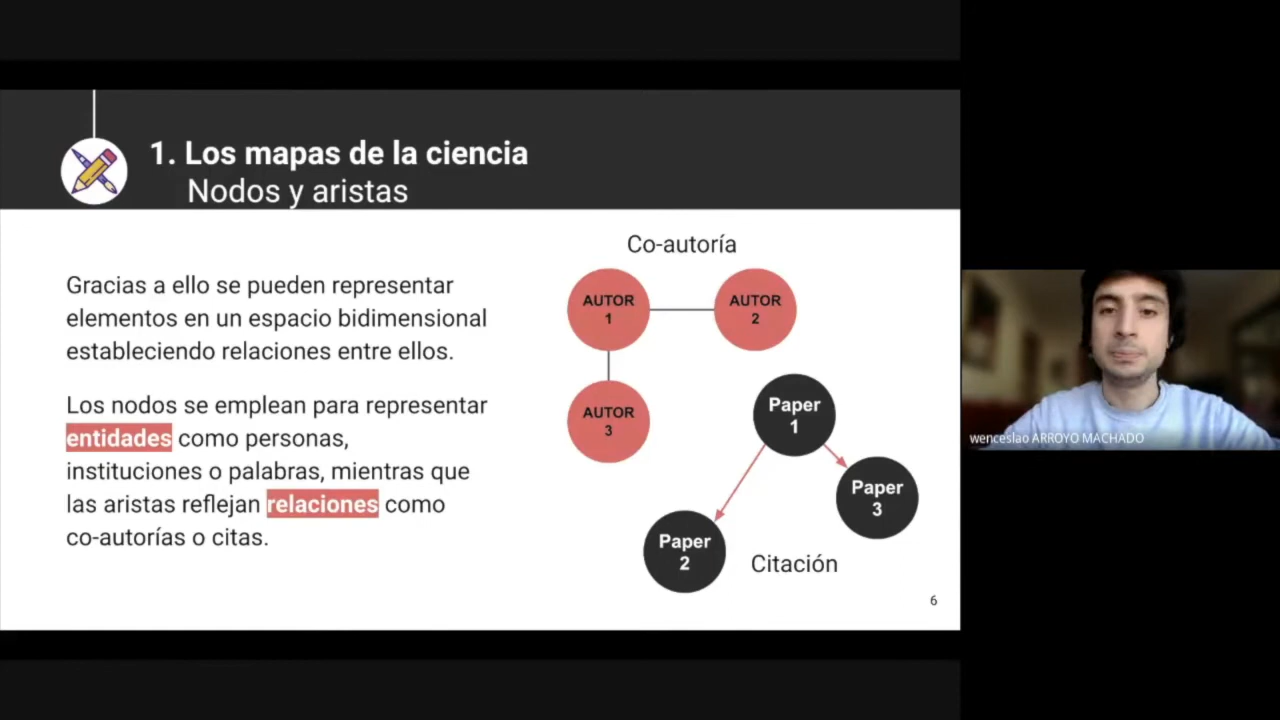 1. Los mapas de la ciencia
Nodos y aristas
Gracias a ello se pueden representar
elementos en un espacio bidimensional
estableciendo relaciones entre ellos.
Los nodos se emplean para representar
entidades como personas,
instituciones o palabras, mientras que
las aristas reflejan relaciones como
co-autorías o citas.
Co-autoría
AUTOR
1
AUTOR
2
AUTOR
3
Paper
1
Paper
3
Paper
2
Citación
6
wenceslao ARROYO MACHADO